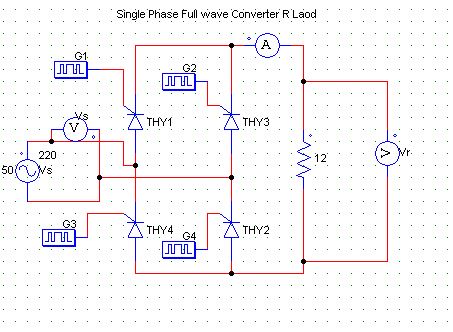 Single Phase Full wave Converter R Laod
G1
A
G2
Vs
V
THY1
THY3
220
50
Vs
12
V
Vr
G3
THY4
G4
THY2